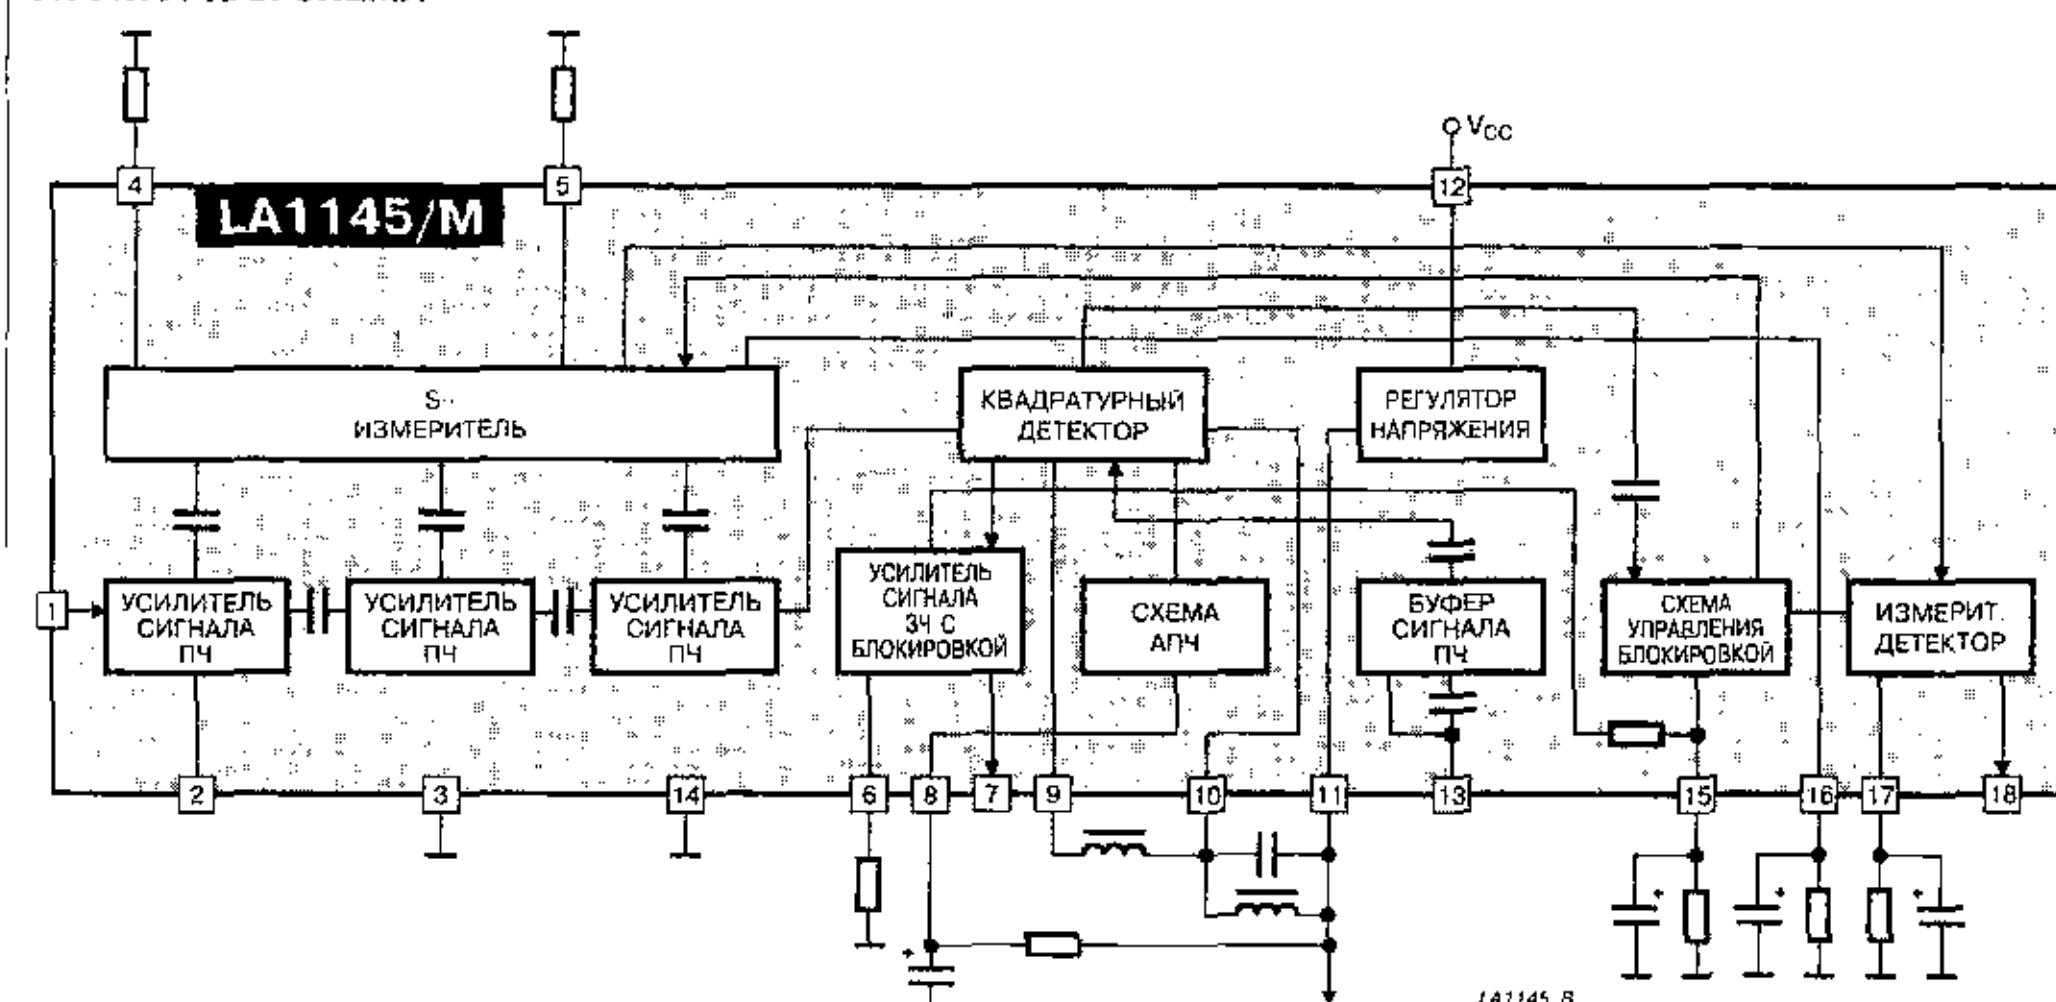 4
5
VCC
12
LA1145/M
S-
ИЗМЕРИТЕЛЬ
КВАДРАТУРНЫЙ
ДЕТЕКТОР
РЕГУЛЯТОР
НАПРЯЖЕНИЯ
1
УСИЛИТЕЛЬ
СИГНАЛА
ПЧ
УСИЛИТЕЛЬ
СИГНАЛА
ПЧ
УСИЛИТЕЛЬ
СИГНАЛА
ПЧ
УСИЛИТЕЛЬ
СИГНАЛА
ЗЧ С
БЛОКИРОВКОЙ
СХЕМА
АПЧ
БУФЕР
СИГНАЛА
ПЧ
СХЕМА
УПРАВЛЕНИЯ
БЛОКИРОВКОЙ
ИЗМЕРИТ.
ДЕТЕКТОР
2
3
14
6
8
7
9
10
11
13
15
16
17
18
+
+
+
+
LA1145_B